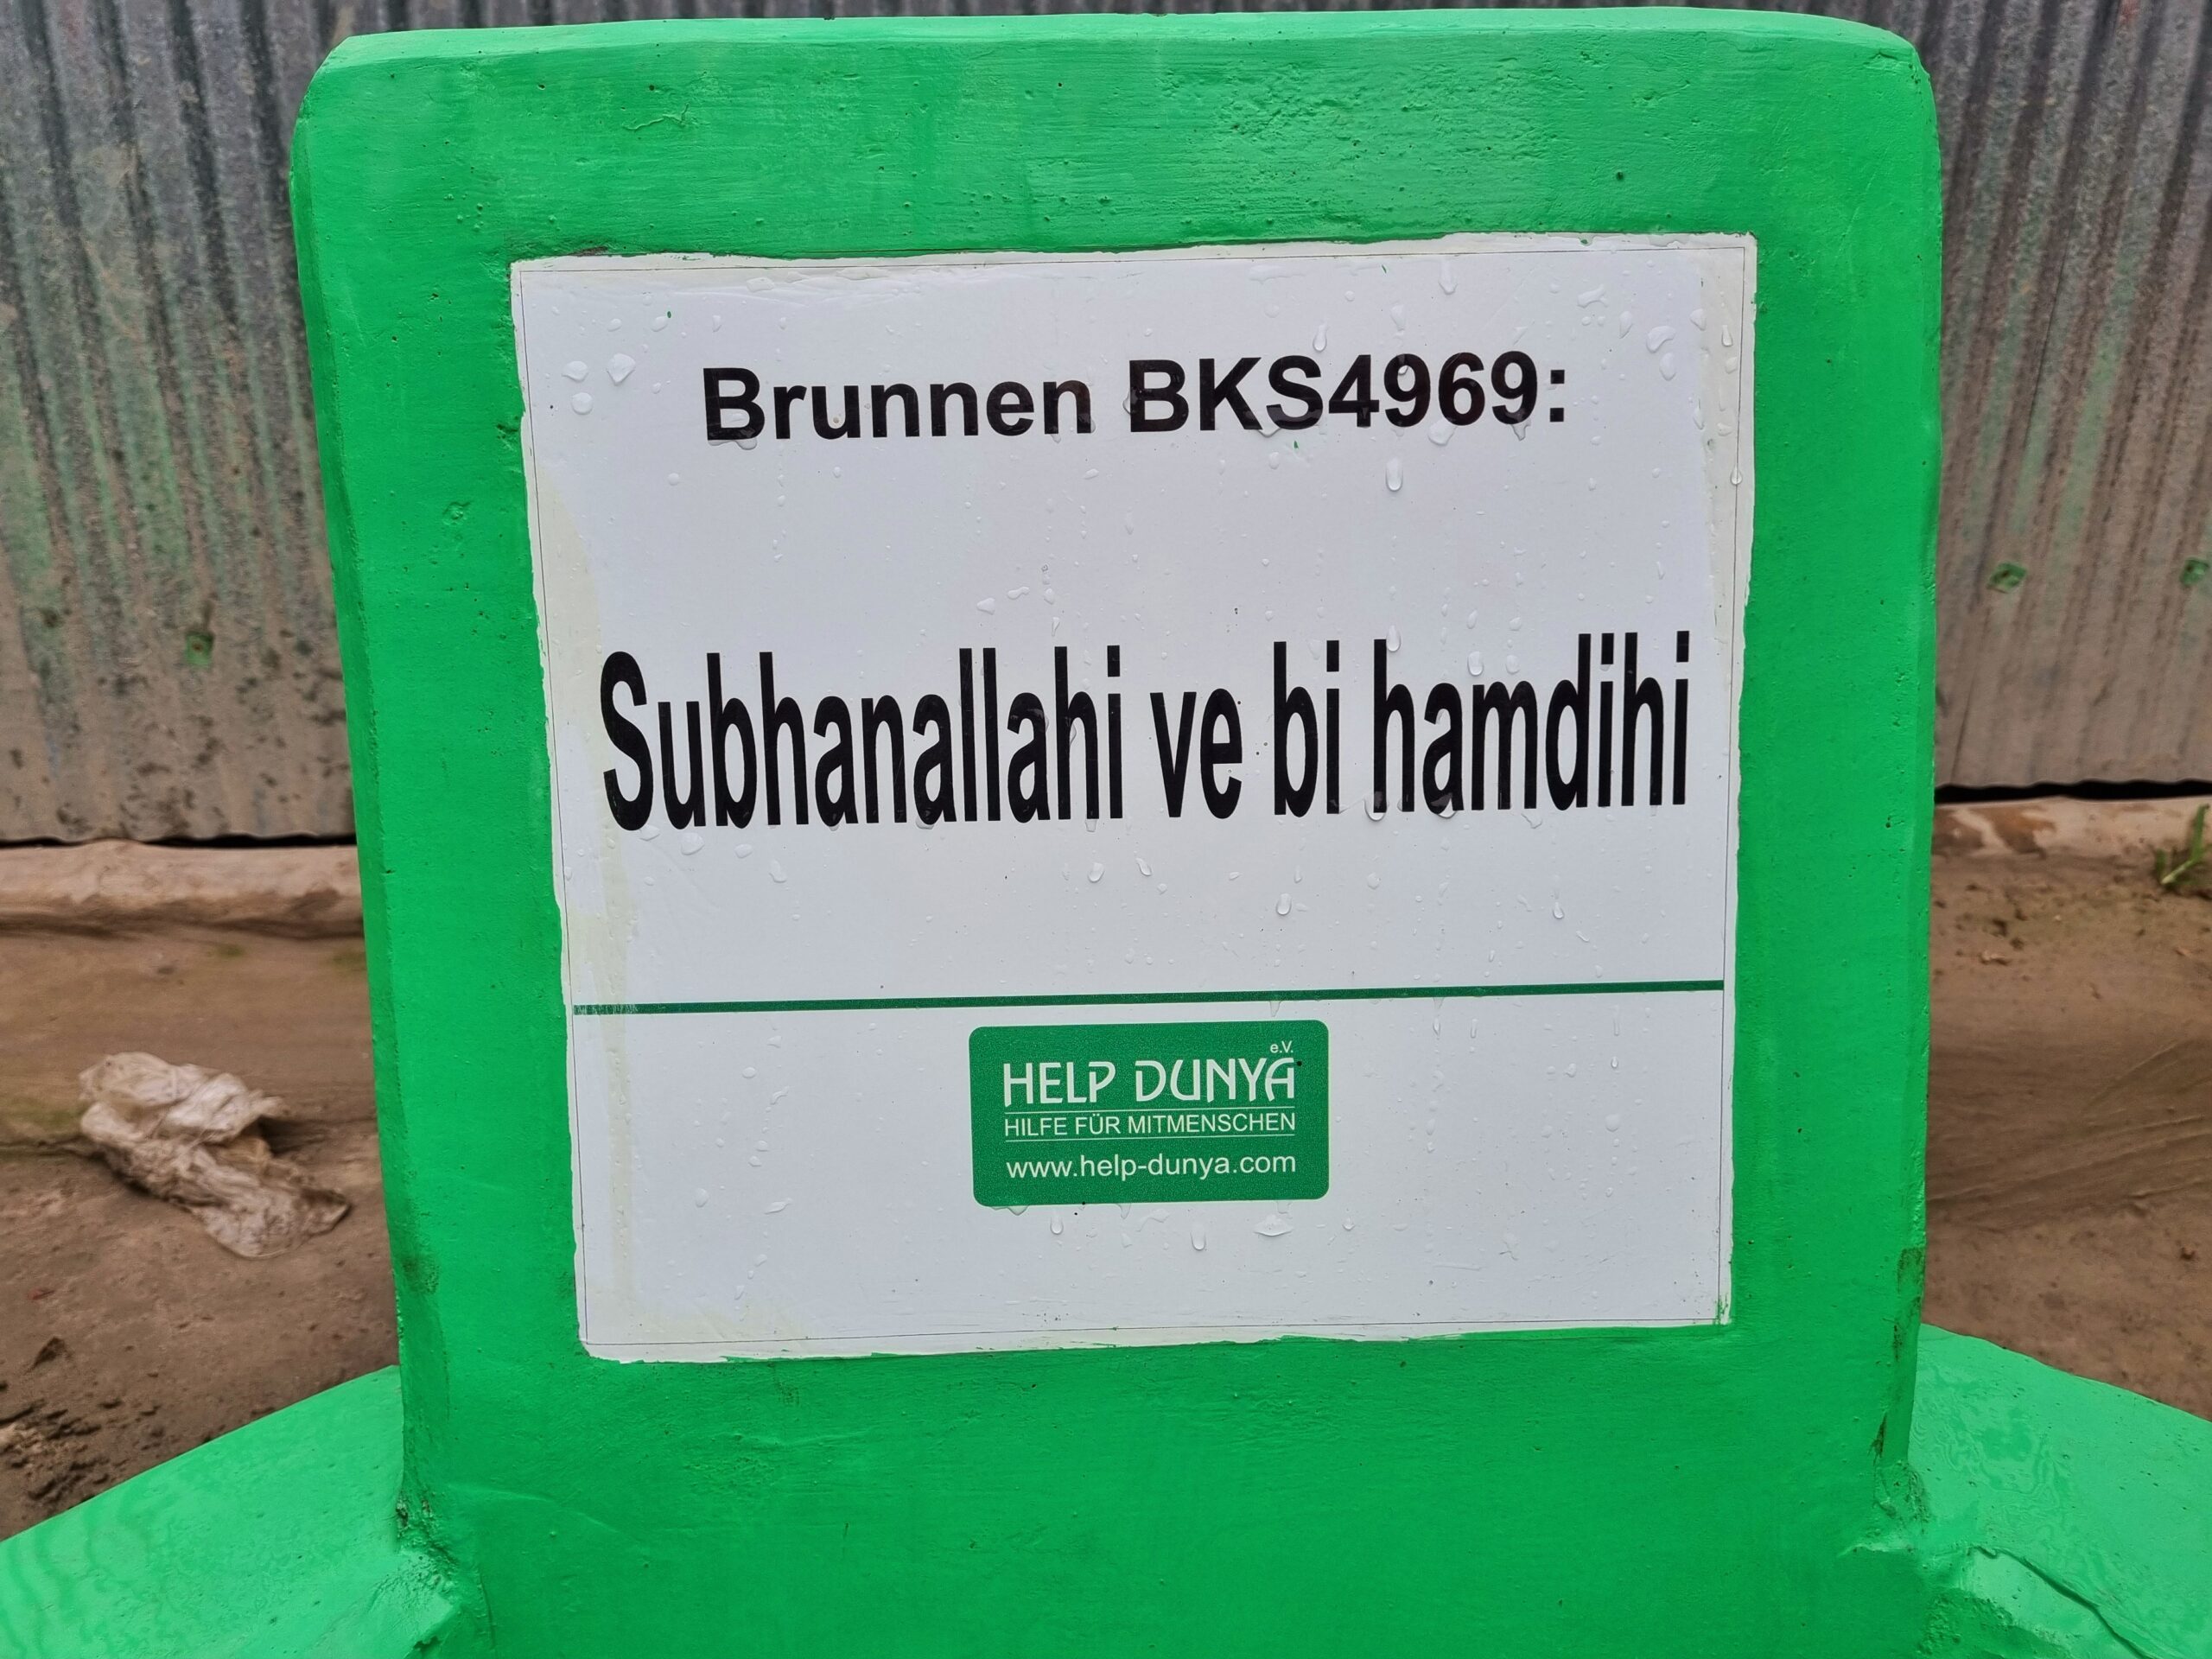 Brunnen BKS4969:
Subhanallahi ve bi hamdihi
e.V.
HELP DUNYA
HILFE FÜR MITMENSCHEN
www.help-dunya.com